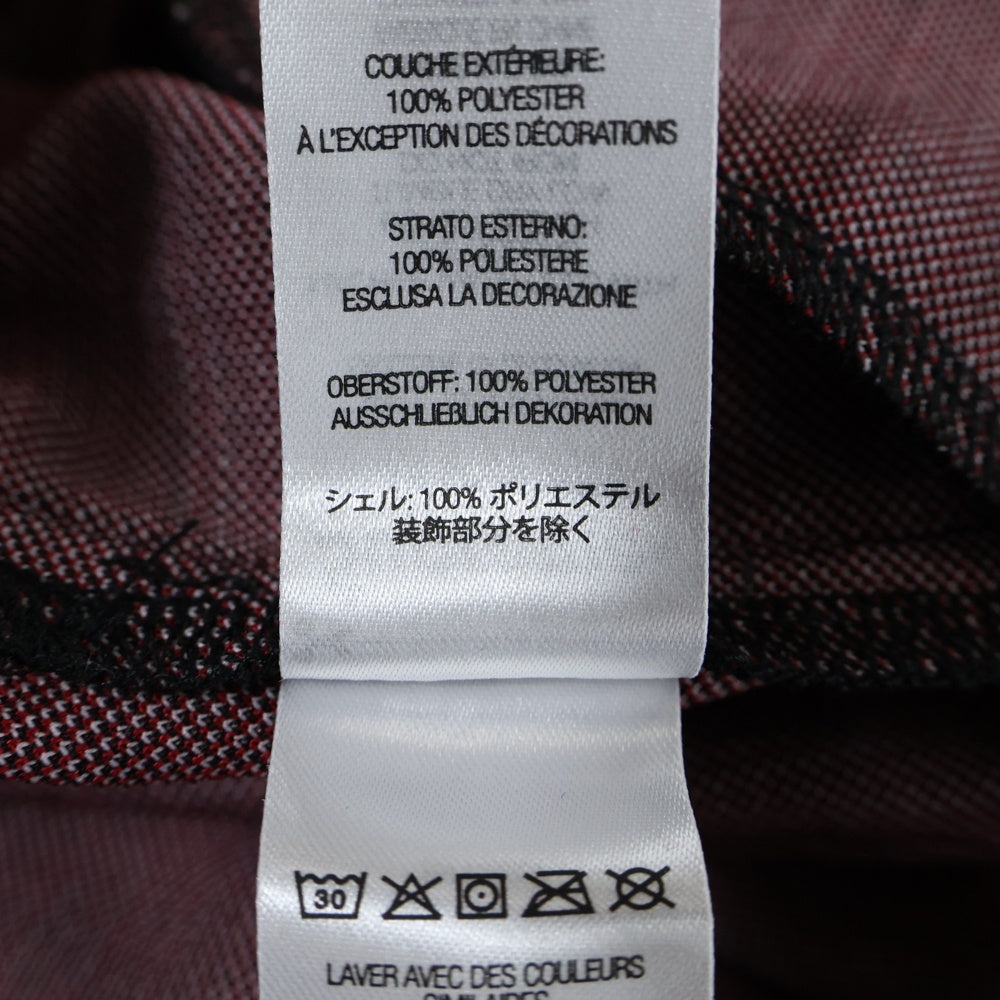 COUCHE EXTÉRIEURE:
100% POLYESTER
À L'EXCEPTION DES DÉCORATIONS
STRATO ESTERNO:
100% POLIESTERE
ESCLUSA LA DECORAZIONE
OBERSTOFF: 100% POLYESTER
AUSSCHLIEßLICH DEKORATION
シェル: 100% ポリエステル
装飾部分を除く
30
LAVER AVEC DES COULEURS
SIMILAIRES